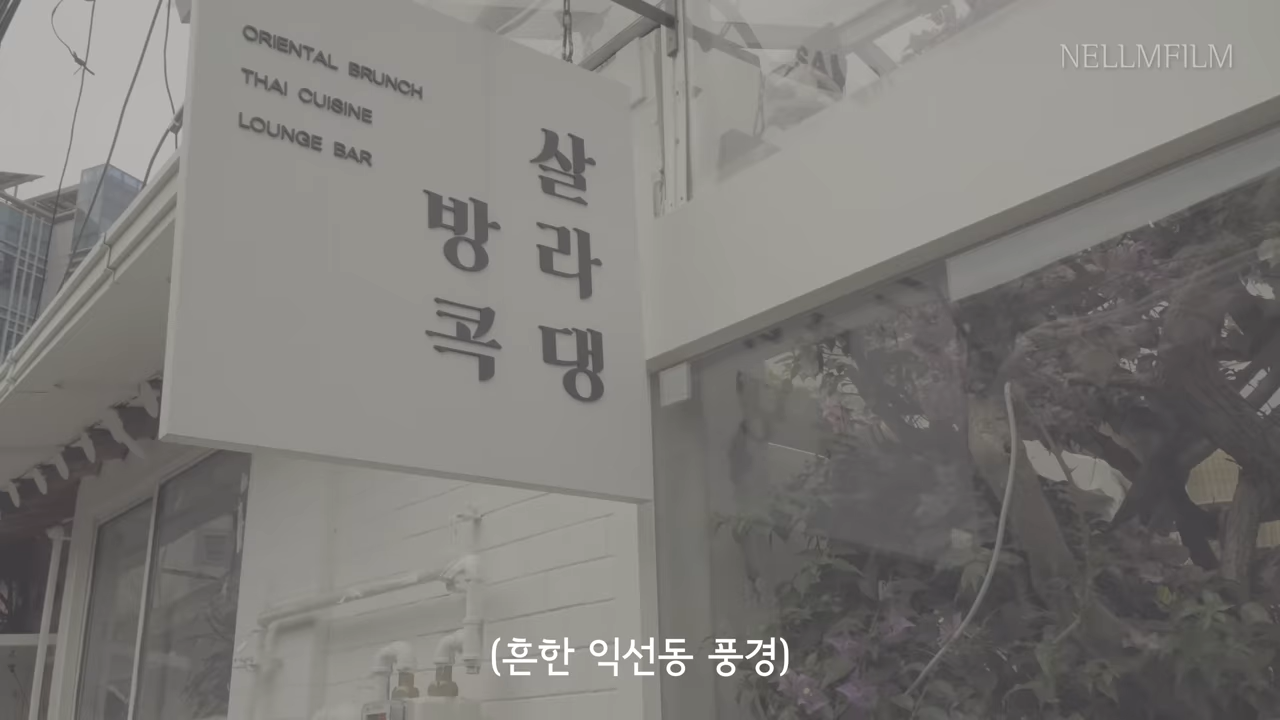 NELLMFILM
ORIENTAL BRUNCH
THAI CUISINE
LOUNGE BAR
살라댕
방콕
(흔한 익선동 풍경)